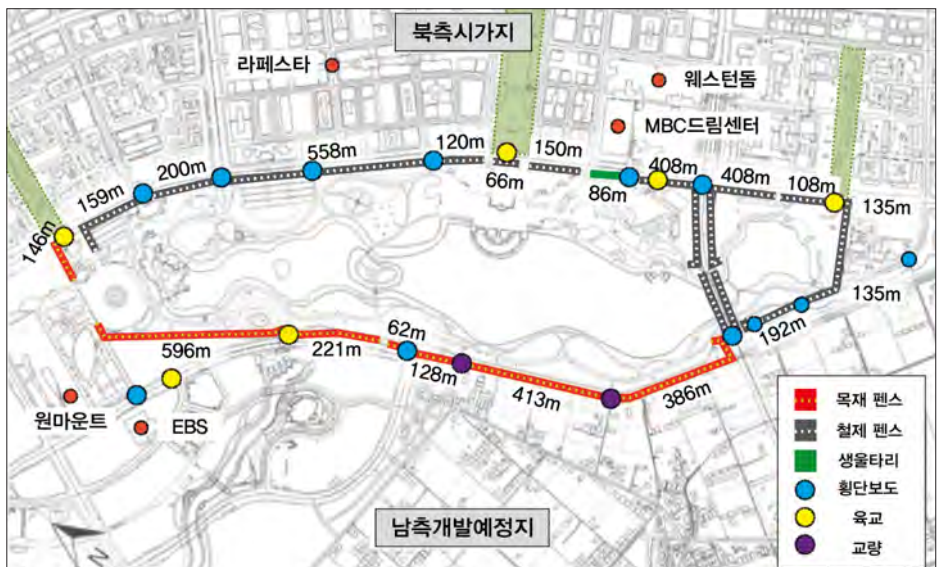 북측시가지
라페스타
웨스턴돔
MBC드림센터
120m
150m
558m
200m
66m
408m
408m
159m
86m
108m
135m
146m
135m
62m
192m
596m
221m
128m
413m
386m
원마운트
EBS
남측개발예정지
N
목재 펜스
철제 펜스
생울타리
횡단보도
육교
교량